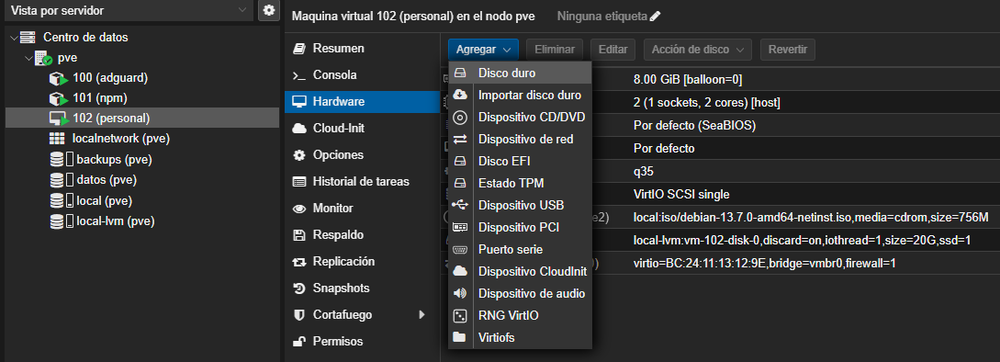 Vista por servidor
Centro de datos
pve
100 (adguard)
101 (npm)
102 (personal)
localnetwork (pve)
backups (pve)
datos (pve)
local (pve)
local-lvm (pve)
Maquina virtual 102 (personal) en el nodo pve Ninguna etiqueta
Resumen
Consola
Hardware
Cloud-Init
Opciones
Historial de tareas
Monitor
Respaldo
Replicación
Snapshots
Cortafuego
Permisos
Agregar Eliminar Editar Acción de disco Revertir
Disco duro
Importar disco duro
Dispositivo CD/DVD
Dispositivo de red
Disco EFI
Estado TPM
Dispositivo USB
Dispositivo PCI
Puerto serie
Dispositivo CloudInit
Dispositivo de audio
RNG VirtIO
Virtiofs
8.00 GiB [balloon=0]
2 (1 sockets, 2 cores) [host]
Por defecto (SeaBIOS)
Por defecto
q35
VirtIO SCSI single
e2) local:iso/debian-13.7.0-amd64-netinst.iso,media=cdrom,size=756M
local-lvm:vm-102-disk-0,discard=on,iothread=1,size=20G,ssd=1
) virtio=BC:24:11:13:12:9E,bridge=vmbr0,firewall=1